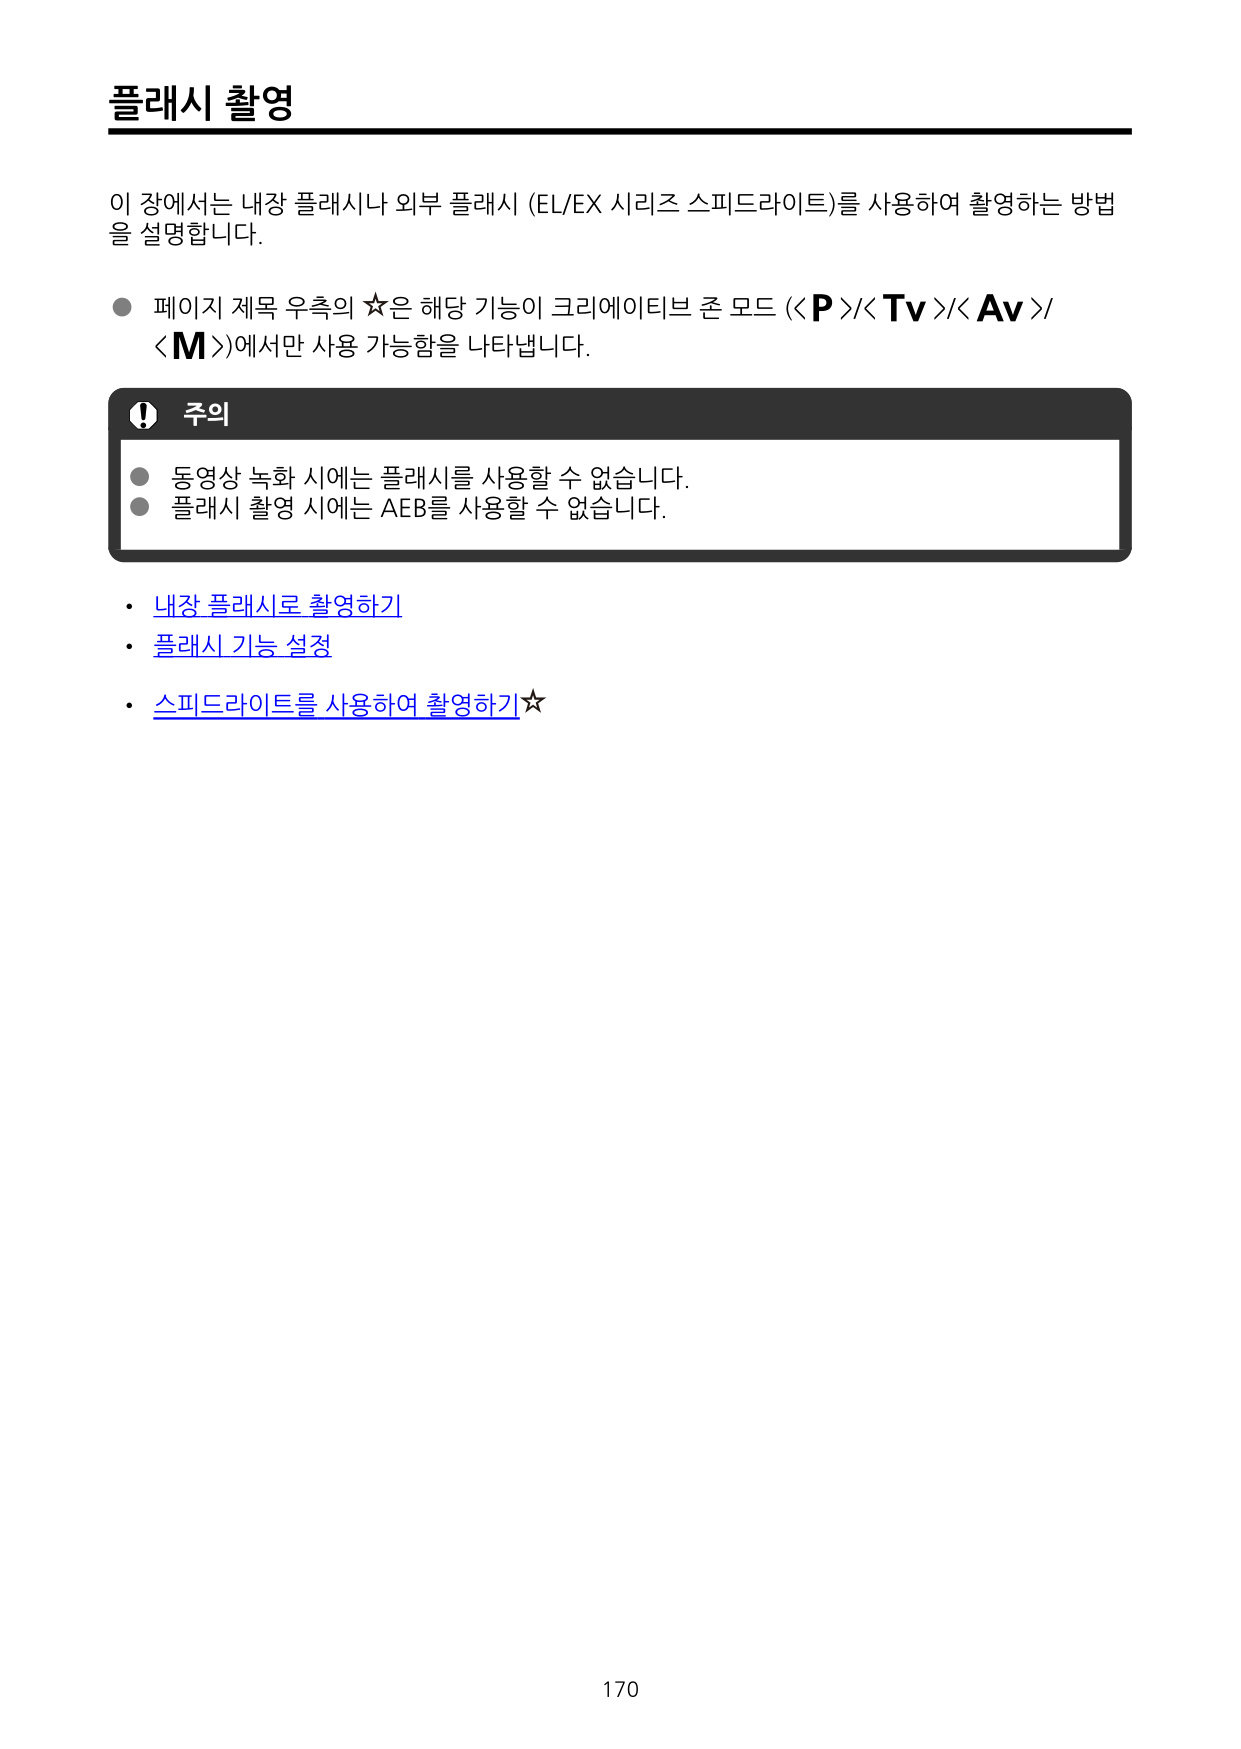 플래시 촬영
이 장에서는 내장 플래시나 외부 플래시 (EL/EX 시리즈 스피드라이트)를 사용하여 촬영하는 방법
을 설명합니다.
● 페이지 제목 우측의 ☆은 해당 기능이 크리에이티브 존 모드 (<P>/<Tv>/<Av>/
<M>)에서만 사용 가능함을 나타냅니다.
주의
● 동영상 녹화 시에는 플래시를 사용할 수 없습니다.
● 플래시 촬영 시에는 AEB를 사용할 수 없습니다.
• 내장 플래시로 촬영하기
• 플래시 기능 설정
• 스피드라이트를 사용하여 촬영하기☆
170